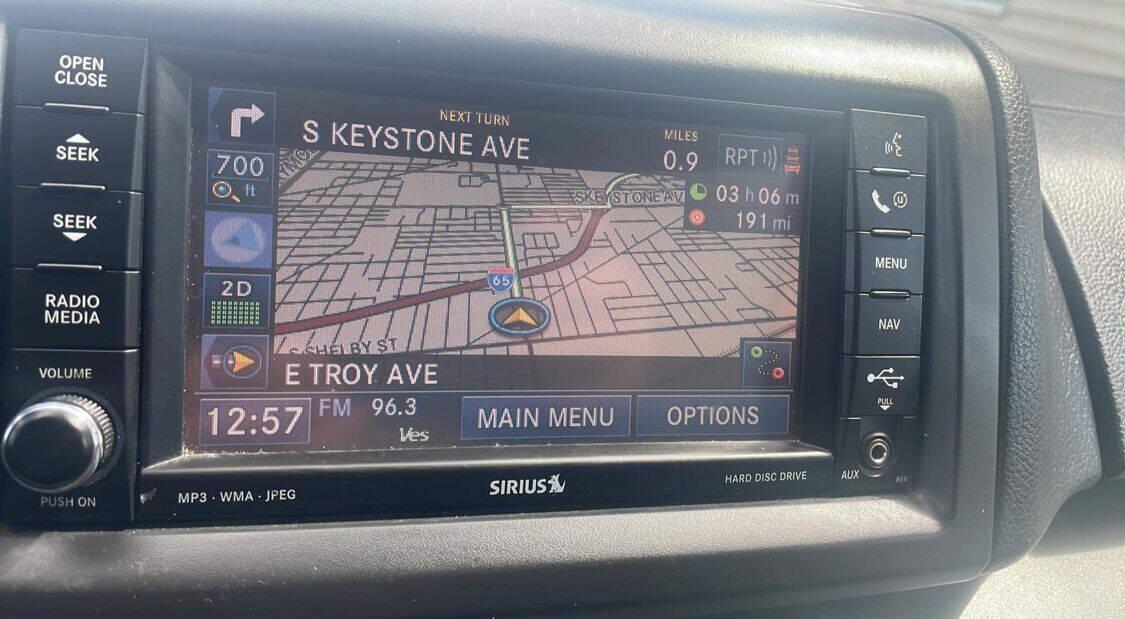 OPEN
CLOSE
SEEK
SEEK
RADIO
MEDIA
VOLUME
PUSH ON
NEXT TURN
S KEYSTONE AVE
MILES
0.9
RPT
700
ft
03 h 06 m
191 mi
S KEYSTONE AV
65
2D
S SHELBY ST
E TROY AVE
12:57
FM 96.3
Ves
MAIN MENU
OPTIONS
MP3 · WMA · JPEG
SIRIUS
HARD DISC DRIVE
MENU
NAV
PULL
AUX